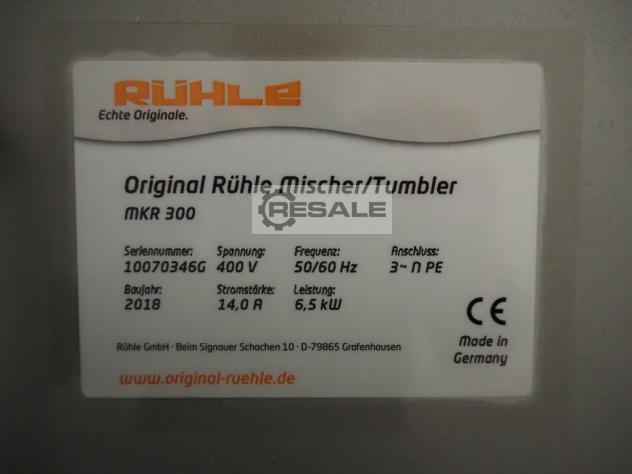 RÜHLE
Echte Originale.
Original Rühle Mischer/Tumbler
MKR 300
RESALE
Seriennummer: Spannung: Frequenz: Anschluss:
10070346G 400 V 50/60 Hz 3~ N PE
Baujahr: Stromstärke: Leistung:
2018 14,0 A 6,5 kW
CE
Made in
Germany
Rühle GmbH · Beim Signauer Schachen 10 · D-79865 Grafenhausen
www.original-ruehle.de